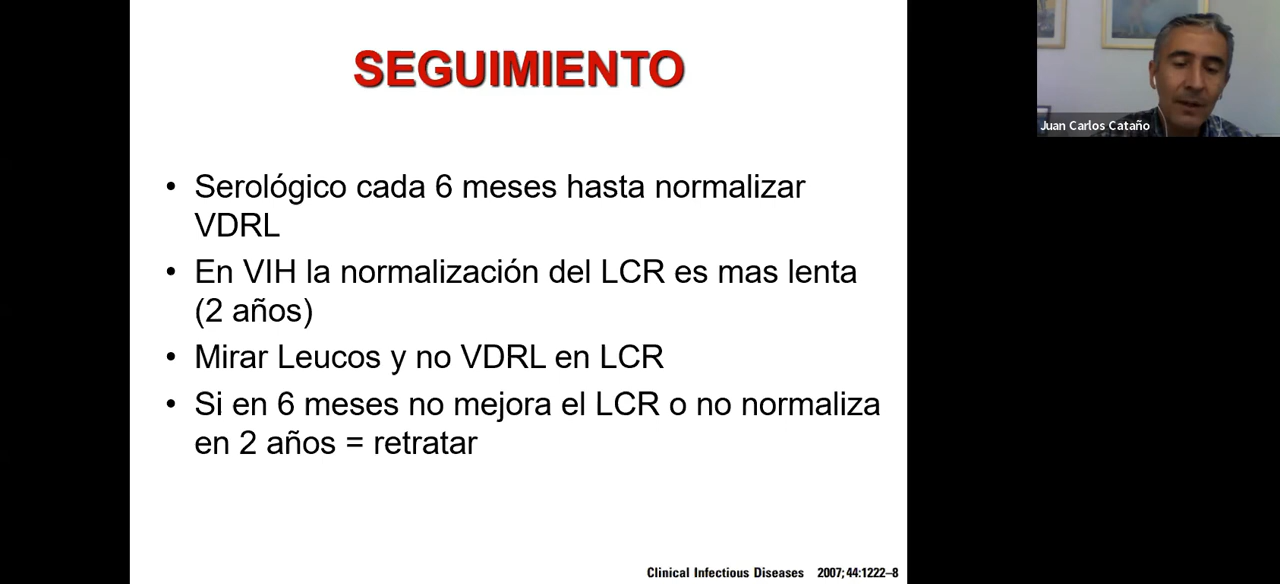 SEGUIMIENTO
• Serológico cada 6 meses hasta normalizar
VDRL
• En VIH la normalización del LCR es mas lenta
(2 años)
• Mirar Leucos y no VDRL en LCR
• Si en 6 meses no mejora el LCR o no normaliza
en 2 años = retratar
Clinical Infectious Diseases 2007; 44:1222–8
Juan Carlos Cataño